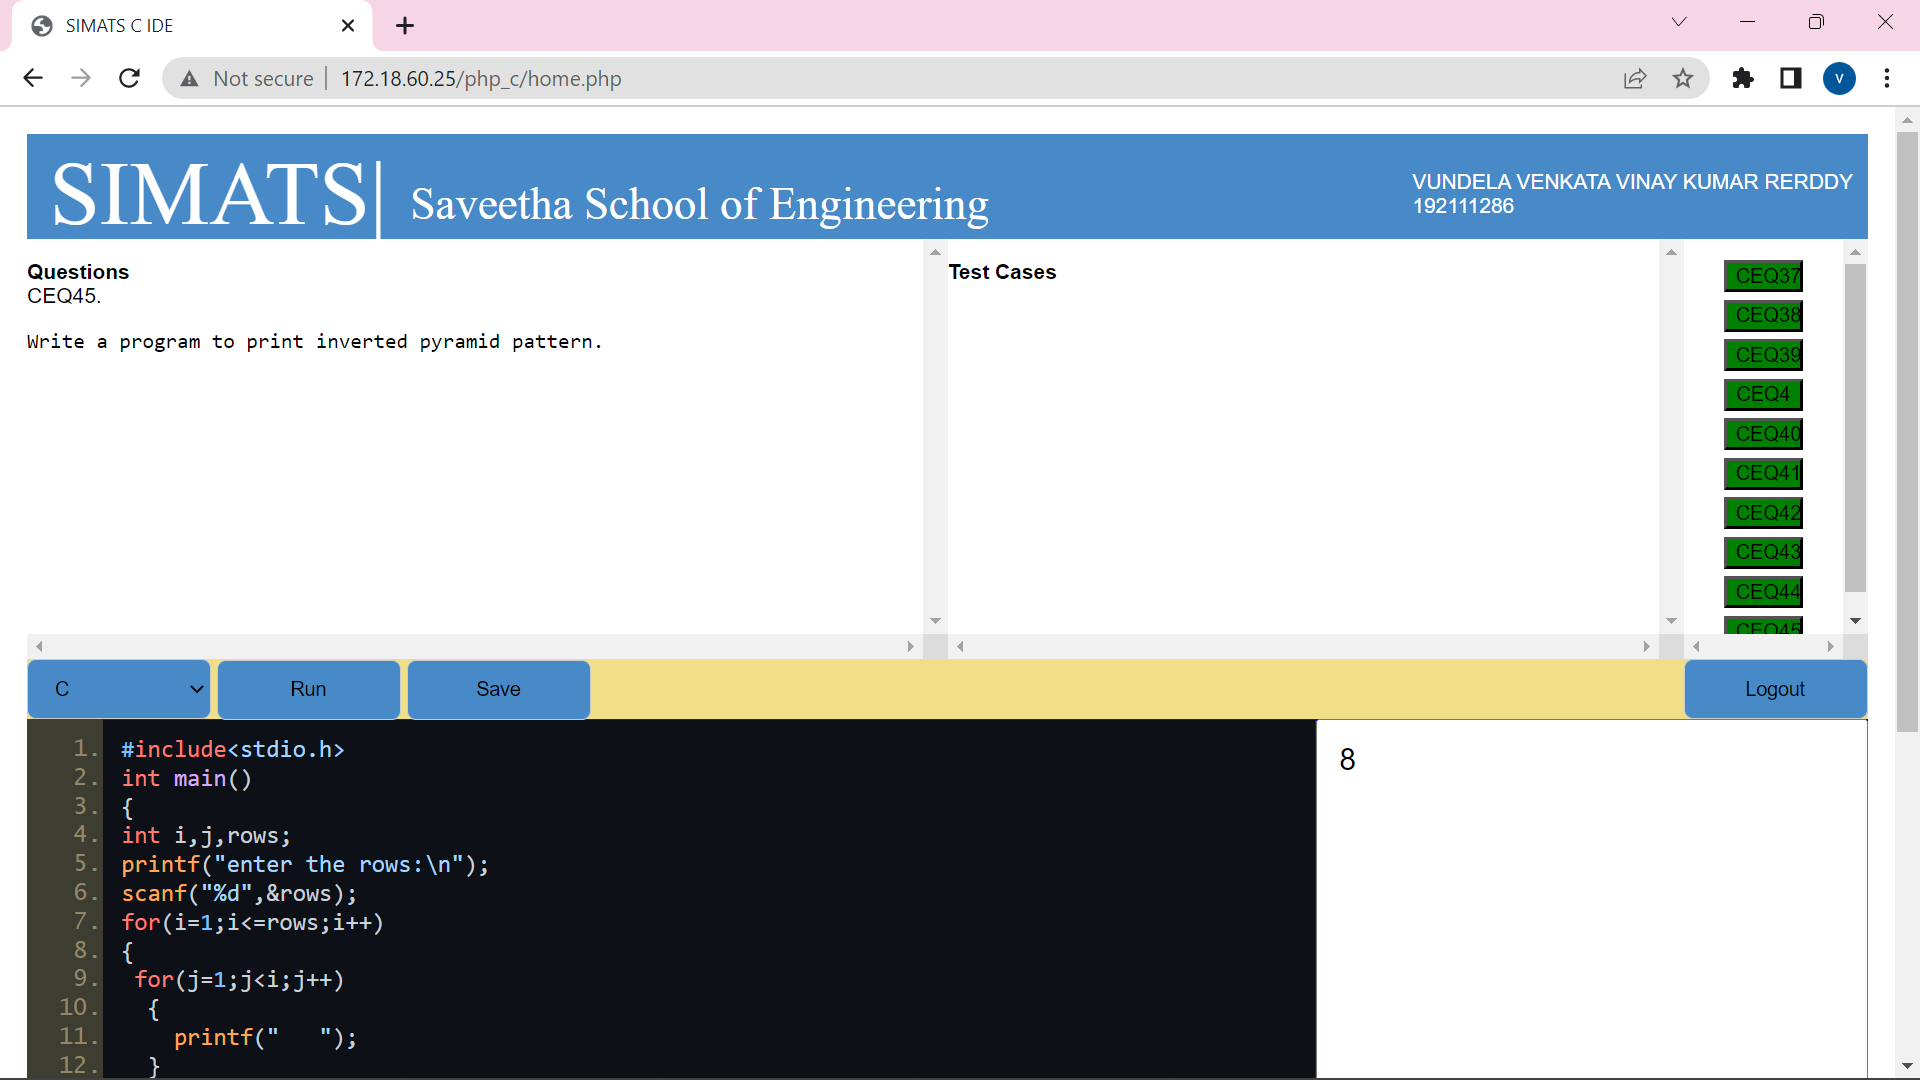 SIMATS C IDE
Not secure
172.18.60.25/php_c/home.php
V
SIMATS| Saveetha School of Engineering
VUNDELA VENKATA VINAY KUMAR RERDDY
192111286
Questions
CEQ45.
Write a program to print inverted pyramid pattern.
Test Cases
CEQ37
CEQ38
CEQ39
CEQ4
CEQ40
CEQ41
CEQ42
CEQ43
CEQ44
CEQ45
C
Run
Save
Logout
1. #include<stdio.h>
2. int main()
3. {
4. int i,j,rows;
5. printf("enter the rows:\n");
6. scanf("%d",&rows);
7. for(i=1;i<=rows;i++)
8. {
9.  for(j=1;j<i;j++)
10.   {
11.     printf("   ");
12.   }
8